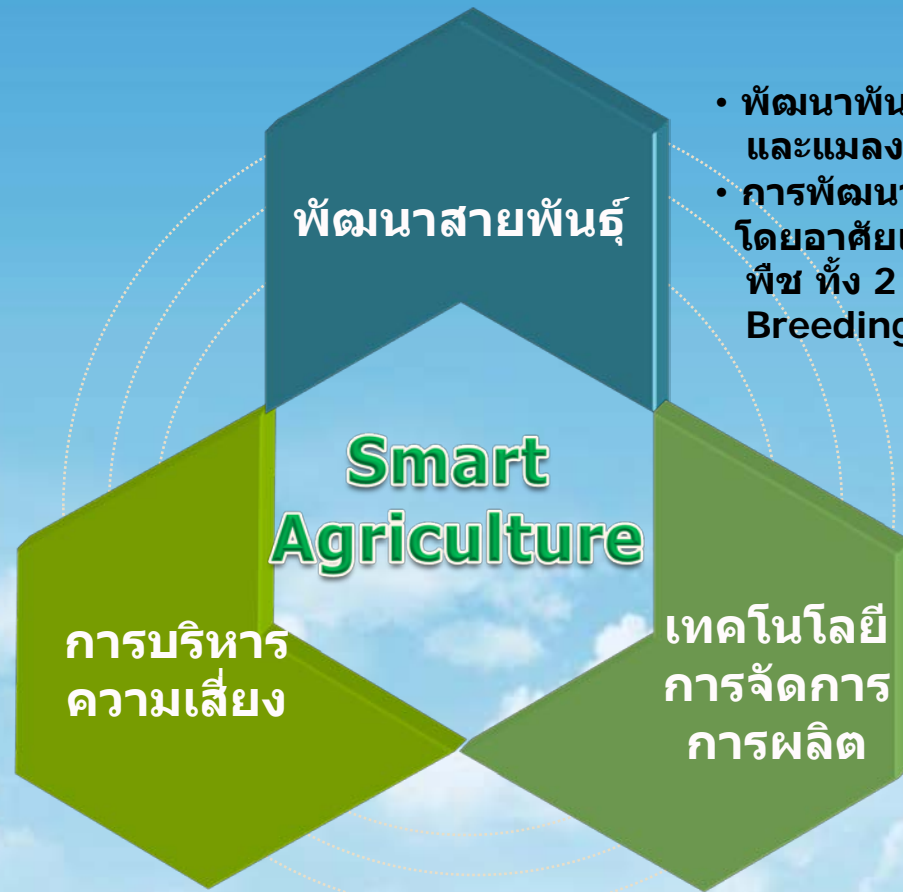 พัฒนาสายพันธุ์
• พัฒนาพัน
และแมลง
• การพัฒนา
โดยอาศัย
พืช ทั้ง 2
Breeding
Smart
Agriculture
การบริหาร
ความเสี่ยง
เทคโนโลยี
การจัดการ
การผลิต